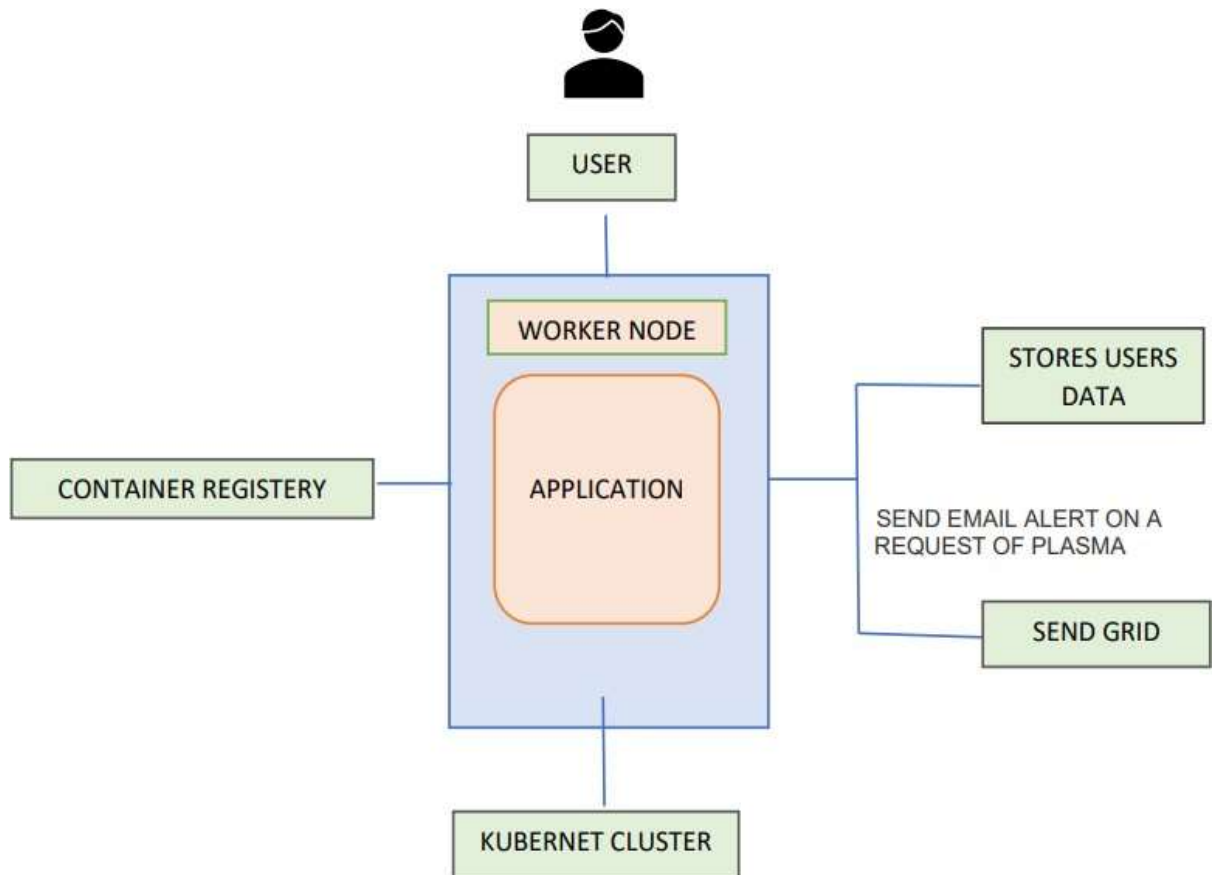 USER
WORKER NODE
STORES USERS
DATA
CONTAINER REGISTERY
APPLICATION
SEND EMAIL ALERT ON A
REQUEST OF PLASMA
SEND GRID
KUBERNET CLUSTER